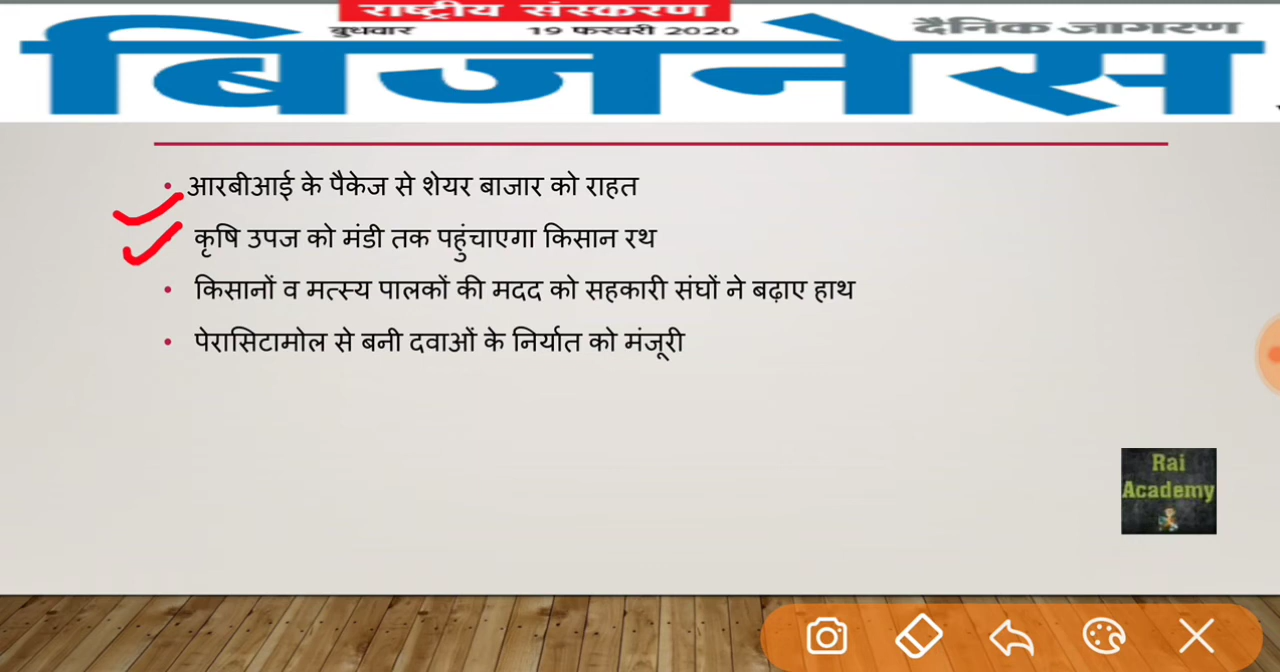 राष्ट्रीय संस्करण
बुधवार 19 फरवरी 2020 दैनिक जागरण
बिजनेस
• आरबीआई के पैकेज से शेयर बाजार को राहत
• कृषि उपज को मंडी तक पहुंचाएगा किसान रथ
• किसानों व मत्स्य पालकों की मदद को सहकारी संघों ने बढ़ाए हाथ
• पेरासिटामोल से बनी दवाओं के निर्यात को मंजूरी
Rai
Academy